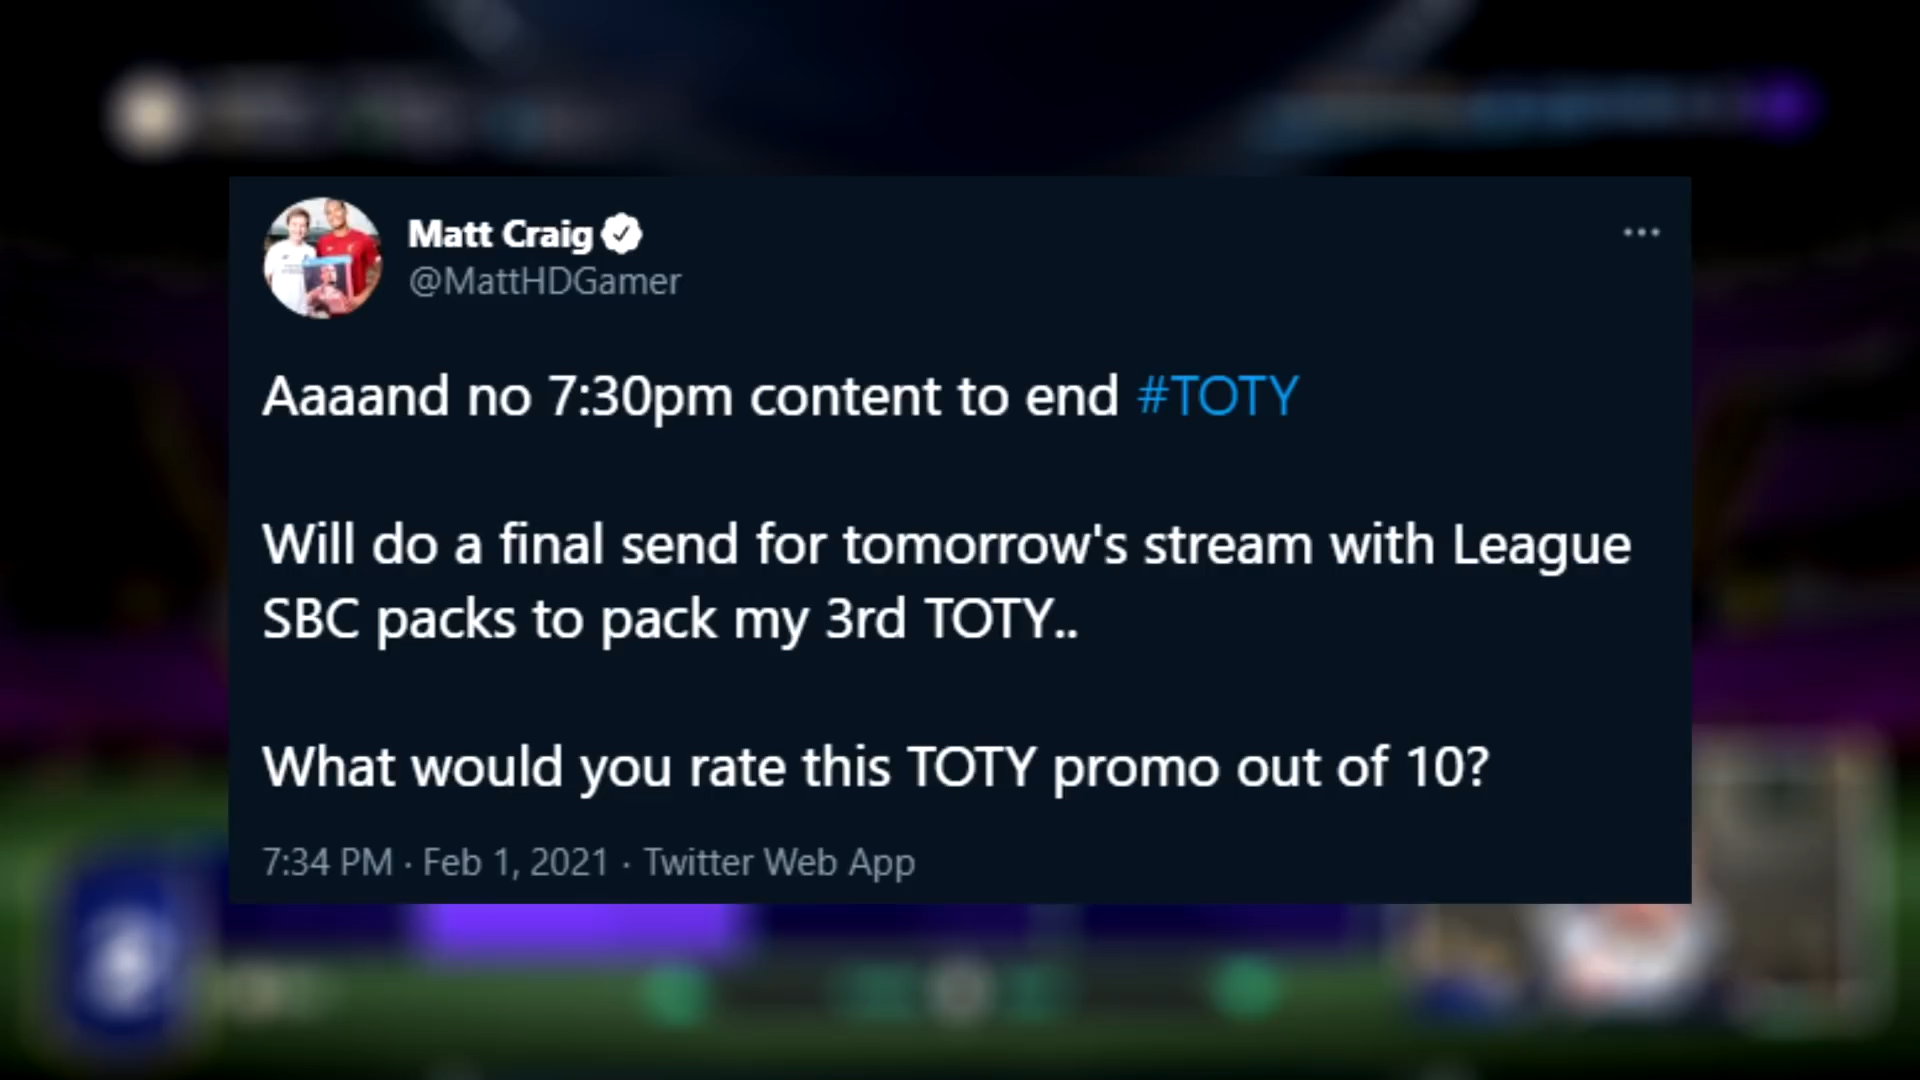 Matt Craig
@MattHDGamer
Aaaand no 7:30pm content to end #TOTY
Will do a final send for tomorrow's stream with League
SBC packs to pack my 3rd TOTY..
What would you rate this TOTY promo out of 10?
7:34 PM · Feb 1, 2021 · Twitter Web App